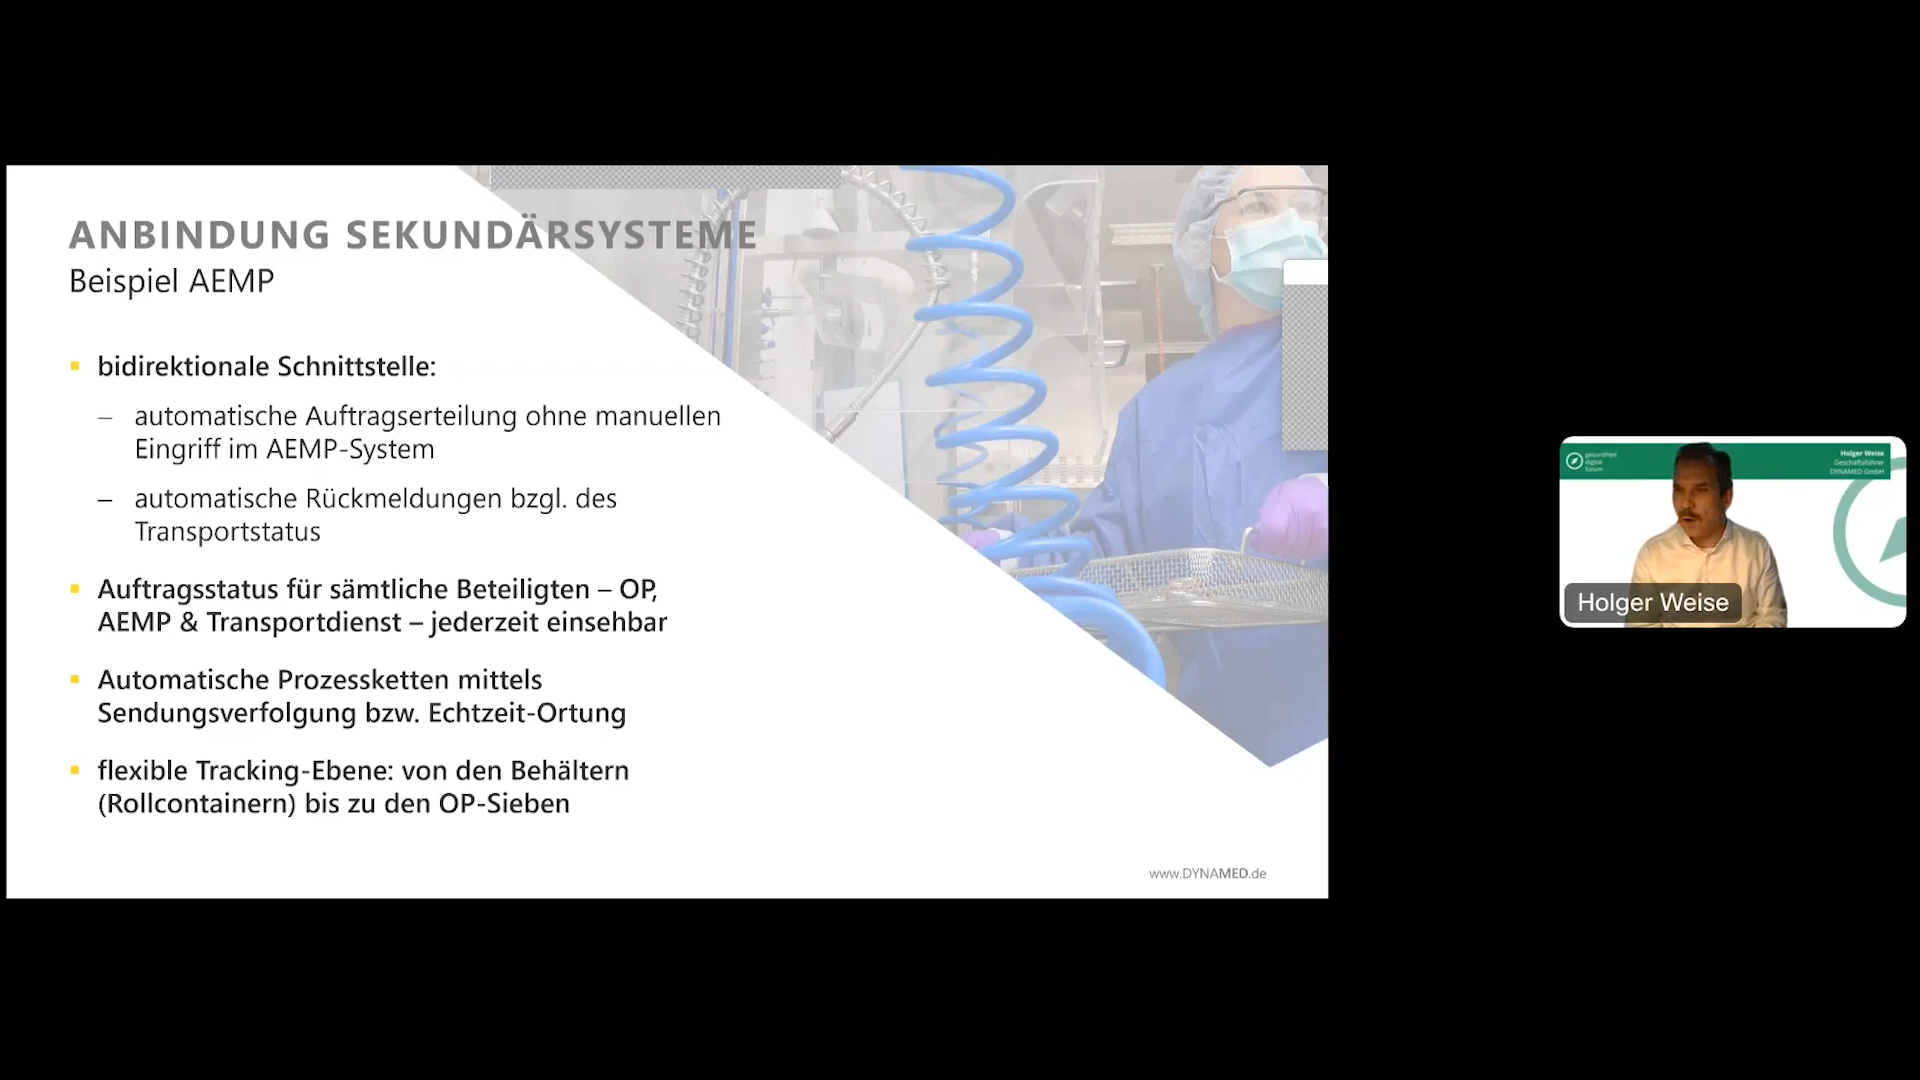 ANBINDUNG SEKUNDÄRSYSTEME
Beispiel AEMP
bidirektionale Schnittstelle:
– automatische Auftragserteilung ohne manuellen
Eingriff im AEMP-System
– automatische Rückmeldungen bzgl. des
Transportstatus
Auftragsstatus für sämtliche Beteiligten – OP,
AEMP & Transportdienst – jederzeit einsehbar
Automatische Prozessketten mittels
Sendungsverfolgung bzw. Echtzeit-Ortung
flexible Tracking-Ebene: von den Behältern
(Rollcontainern) bis zu den OP-Sieben
www.DYNAMED.de
gesundheit
digital
forum
Holger Weise
Geschäftsführer
DYNAMED GmbH
Holger Weise